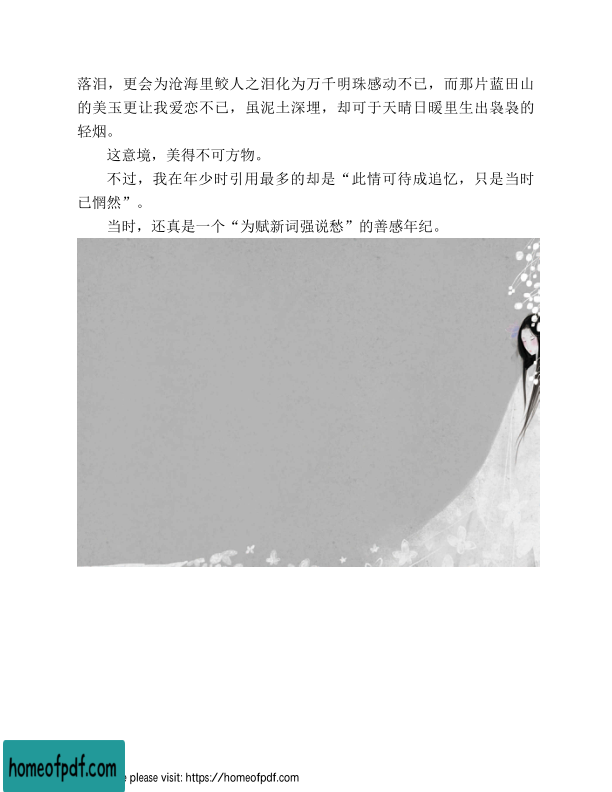 落泪，更会为沧海里鲛人之泪化为万千明珠感动不已，而那片蓝田山
的美玉更让我爱恋不已，虽泥土深埋，却可于天晴日暖里生出袅袅的
轻烟。
这意境，美得不可方物。
不过，我在年少时引用最多的却是“此情可待成追忆，只是当时
已惘然”。
当时，还真是一个“为赋新词强说愁”的善感年纪。
homeofpdf.com
e please visit: https://homeofpdf.com